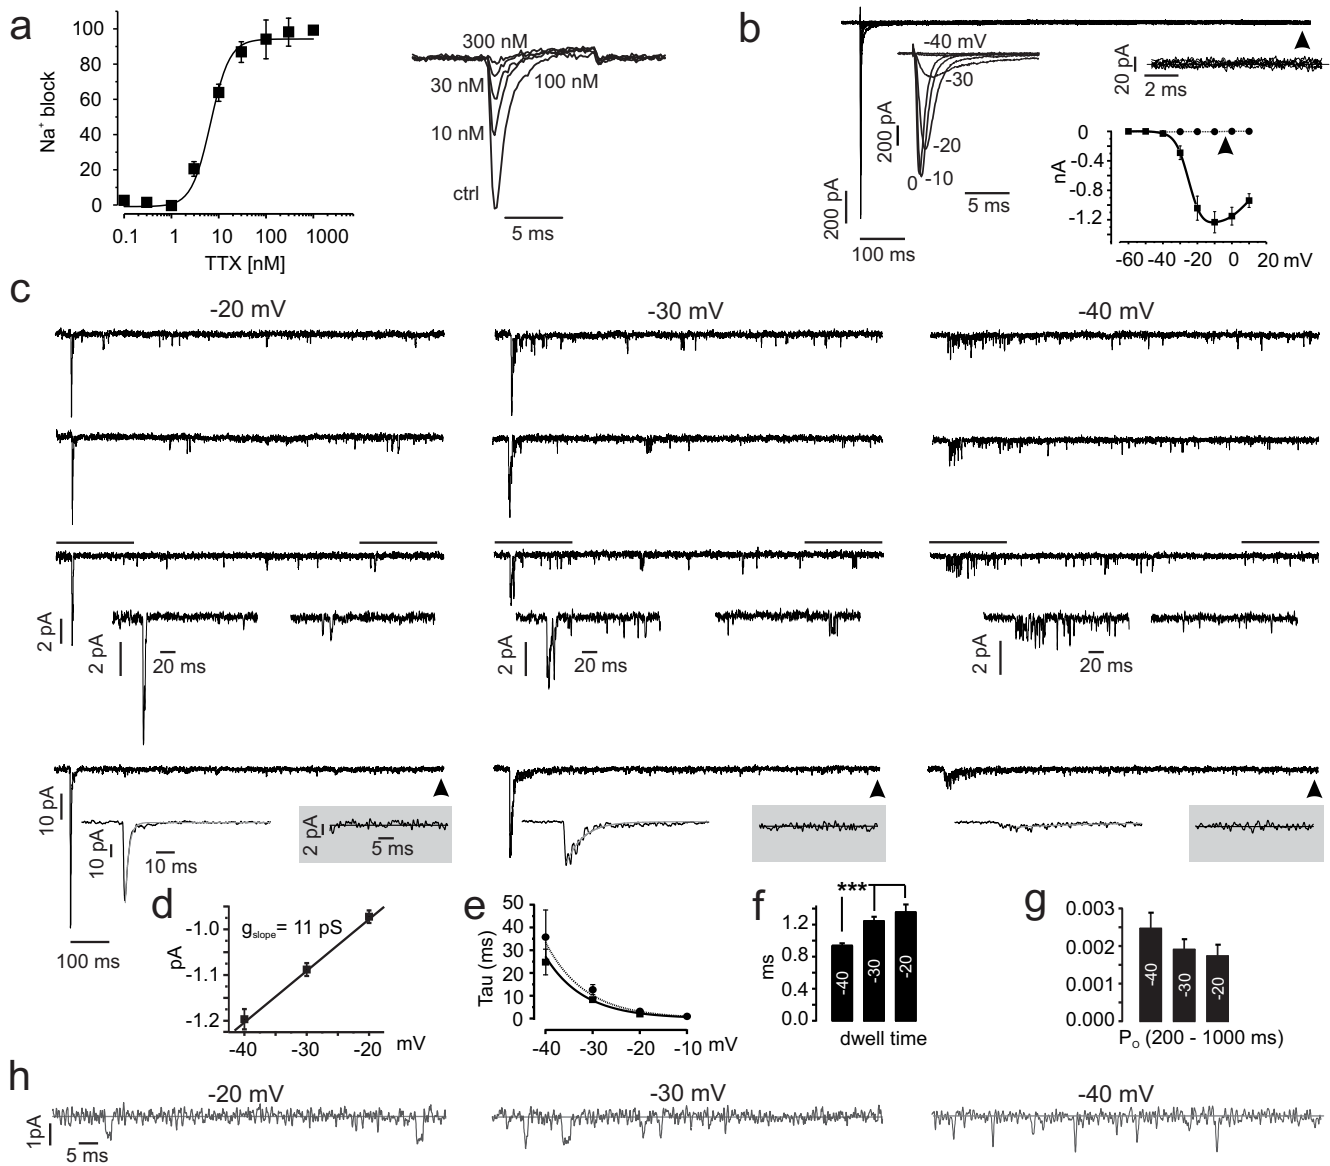 a
Na⁺ block
100
80
60
40
20
0
0.1 1 10 100 1000
TTX [nM]
300 nM
30 nM
100 nM
10 nM
ctrl
5 ms
b
-40 mV
-30
-20
-10
0
200 pA
5 ms
200 pA
100 ms
20 pA
2 ms
nA
0
-0.4
-0.8
-1.2
-60 -40 -20 0 20 mV
c
-20 mV
-30 mV
-40 mV
2 pA
2 pA
20 ms
2 pA
20 ms
2 pA
20 ms
10 pA
10 pA
10 ms
2 pA
5 ms
100 ms
d
g_slope = 11 pS
pA
-1.0
-1.1
-1.2
-40 -30 -20 mV
e
Tau (ms)
50
40
30
20
10
0
-40 -30 -20 -10 mV
f
***
ms
1.2
0.8
0.4
0.0
-40
-30
-20
dwell time
g
0.003
0.002
0.001
0.000
-40
-30
-20
P_O (200 - 1000 ms)
h
-20 mV
-30 mV
-40 mV
1pA
5 ms